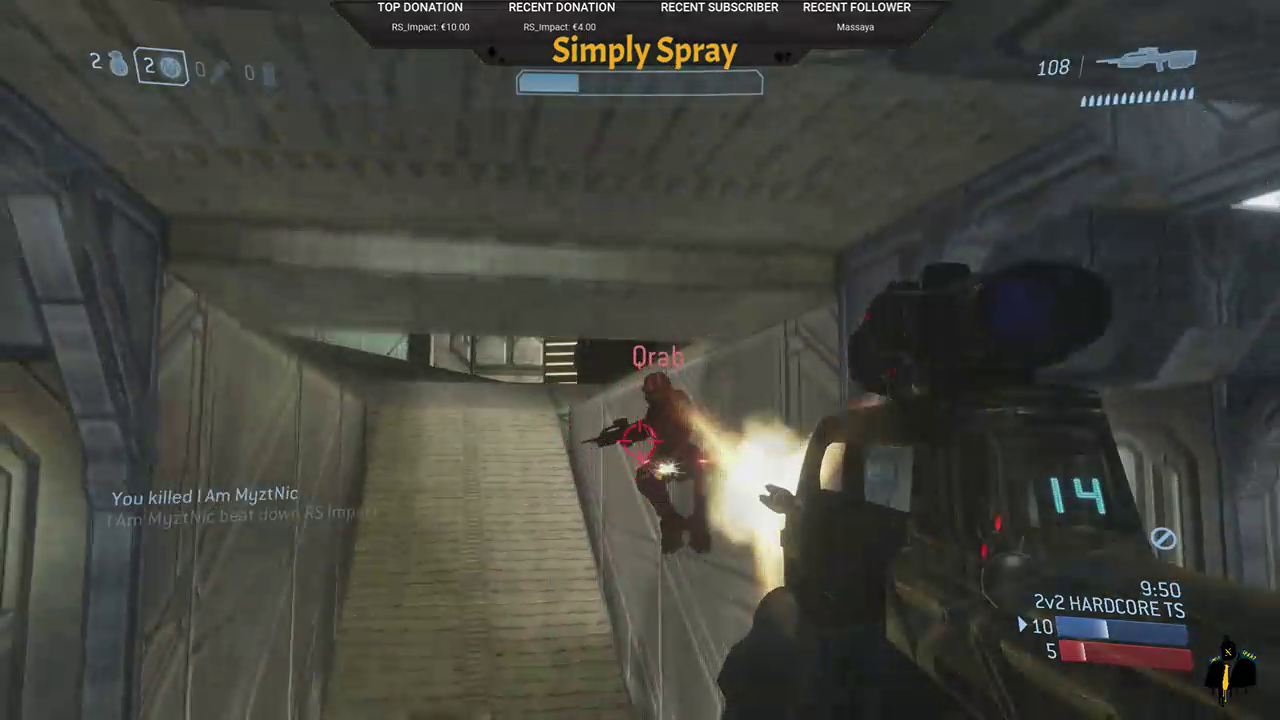 TOP DONATION RECENT DONATION RECENT SUBSCRIBER RECENT FOLLOWER
RS_Impact: €10.00 RS_Impact: €4.00 Massaya
Simply Spray
2 2 0 0
108
Qrab
You killed I Am MyztNic
I Am MyztNic beat down RS Impact
14
9:50
2v2 HARDCORE TS
10
5